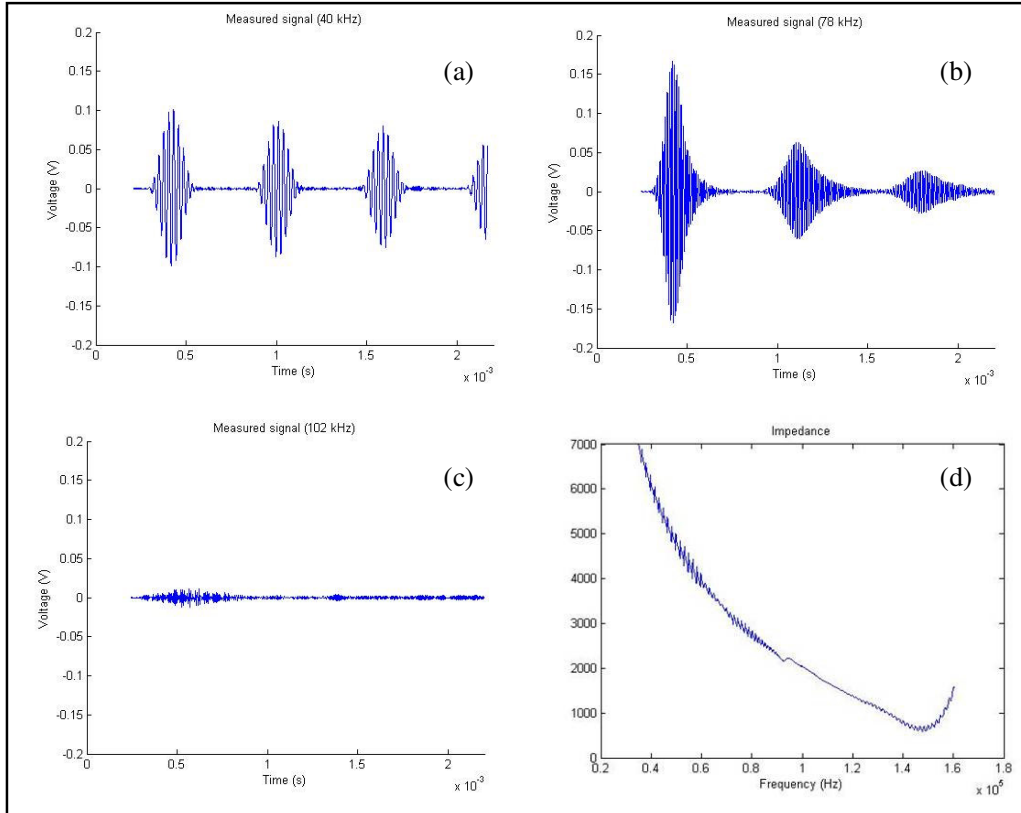 Measured signal (40 kHz)
(a)
Voltage (V)
0.2
0.15
0.1
0.05
0
-0.05
-0.1
-0.15
-0.2
0 0.5 1 1.5 2
Time (s)
x 10⁻³
Measured signal (78 kHz)
(b)
Voltage (V)
0.2
0.15
0.1
0.05
0
-0.05
-0.1
-0.15
-0.2
0 0.5 1 1.5 2
Time (s)
x 10⁻³
Measured signal (102 kHz)
(c)
Voltage (V)
0.2
0.15
0.1
0.05
0
-0.05
-0.1
-0.15
-0.2
0 0.5 1 1.5 2
Time (s)
x 10⁻³
Impedance
(d)
7000
6000
5000
4000
3000
2000
1000
0
0.2 0.4 0.6 0.8 1 1.2 1.4 1.6 1.8
Frequency (Hz)
x 10⁵